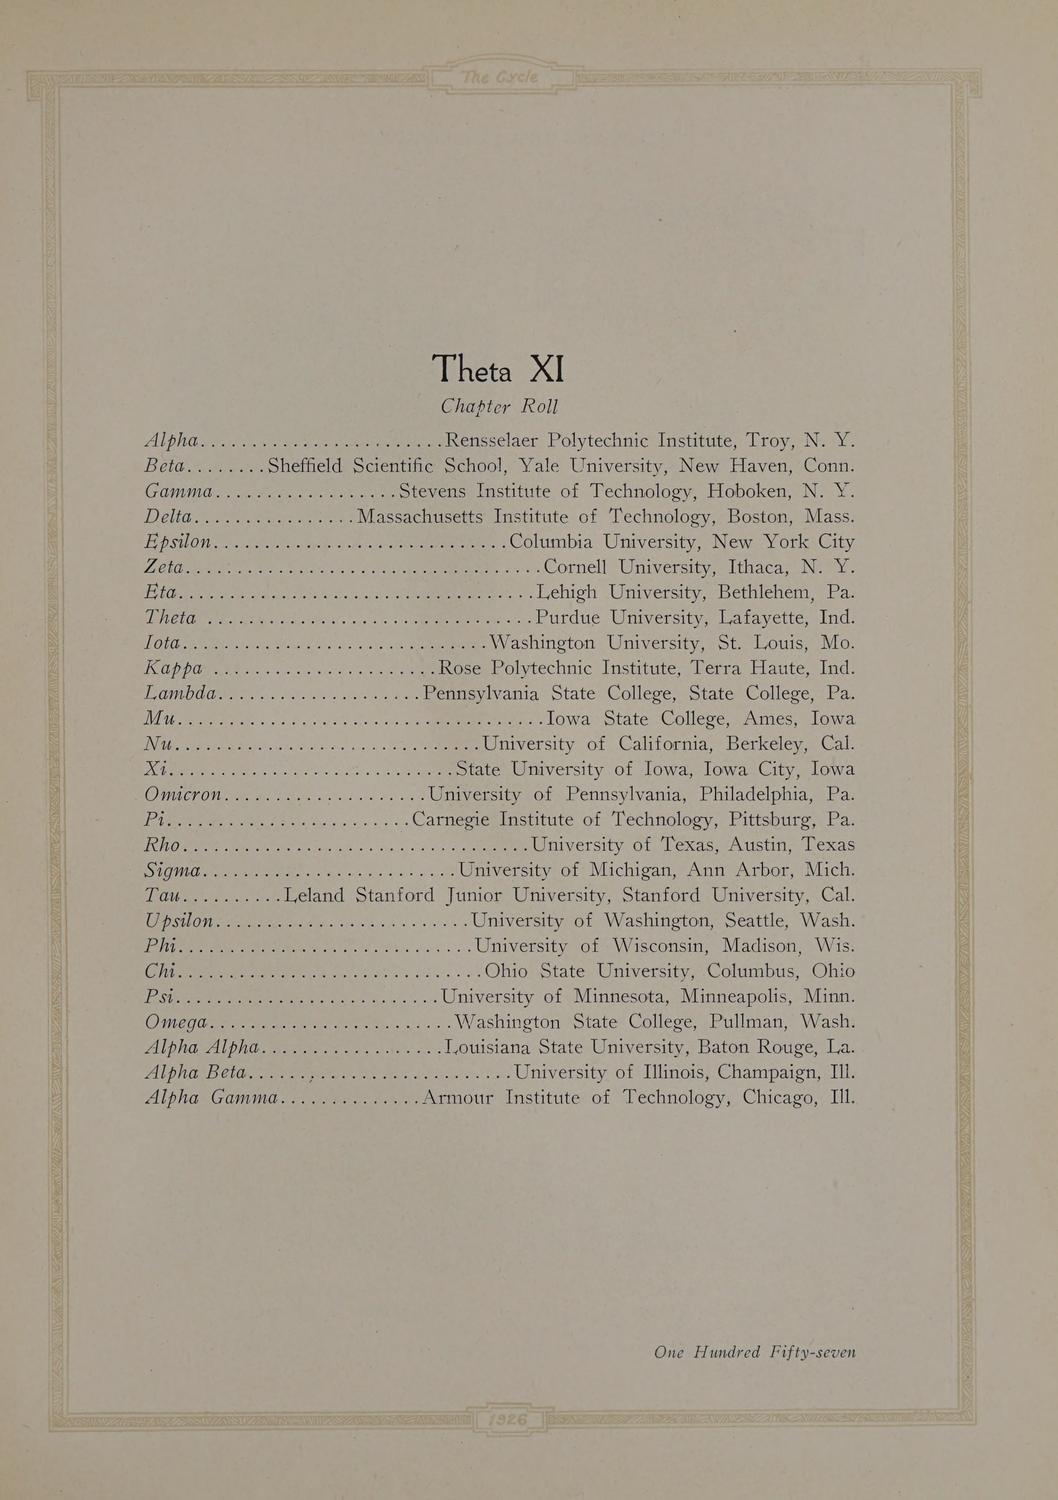 The Cycle
Theta XI
Chapter Roll
Alpha.........................Rensselaer Polytechnic Institute, Troy, N. Y.
Beta........Sheffield Scientific School, Yale University, New Haven, Conn.
Gamma..................Stevens Institute of Technology, Hoboken, N. Y.
Delta................Massachusetts Institute of Technology, Boston, Mass.
Epsilon.............................Columbia University, New York City
Zeta....................................Cornell University, Ithaca, N. Y.
Eta....................................Lehigh University, Bethlehem, Pa.
Theta ................................Purdue University, Lafayette, Ind.
Iota..............................Washington University, St. Louis, Mo.
Kappa ......................Rose Polytechnic Institute, Terra Haute, Ind.
Lambda....................Pennsylvania State College, State College, Pa.
Mu....................................Iowa State College, Ames, Iowa
Nu..............................University of California, Berkeley, Cal.
Xi............................State University of Iowa, Iowa City, Iowa
Omicron....................University of Pennsylvania, Philadelphia, Pa.
Pi........................Carnegie Institute of Technology, Pittsburg, Pa.
Rho..................................University of Texas, Austin, Texas
Sigma.........................University of Michigan, Ann Arbor, Mich.
Tau..........Leland Stanford Junior University, Stanford University, Cal.
Upsilon.........................University of Washington, Seattle, Wash.
Phi.............................University of Wisconsin, Madison, Wis.
Chi..............................Ohio State University, Columbus, Ohio
Psi..........................University of Minnesota, Minneapolis, Minn.
Omega........................Washington State College, Pullman, Wash.
Alpha Alpha..................Louisiana State University, Baton Rouge, La.
Alpha Beta..........................University of Illinois, Champaign, Ill.
Alpha Gamma..............Armour Institute of Technology, Chicago, Ill.
One Hundred Fifty-seven
1926